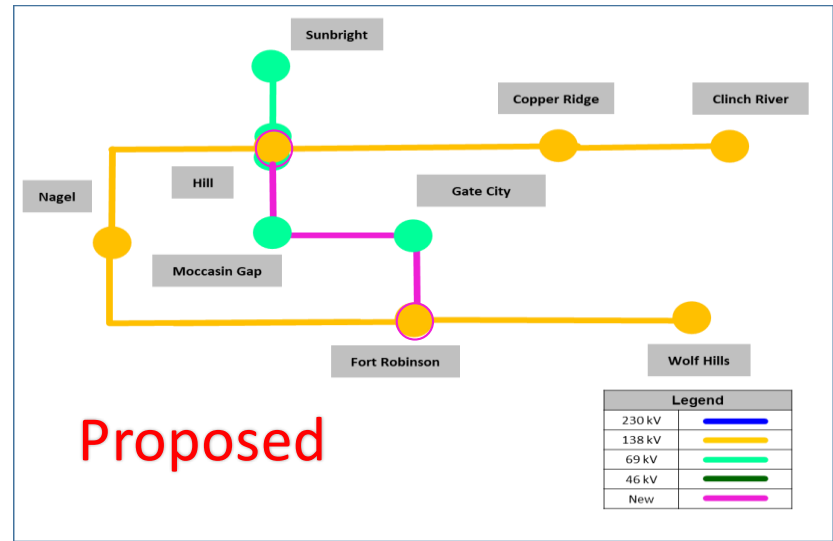 Sunbright
Copper Ridge
Clinch River
Hill
Gate City
Nagel
Moccasin Gap
Fort Robinson
Wolf Hills
Proposed
Legend
230 kV
138 kV
69 kV
46 kV
New